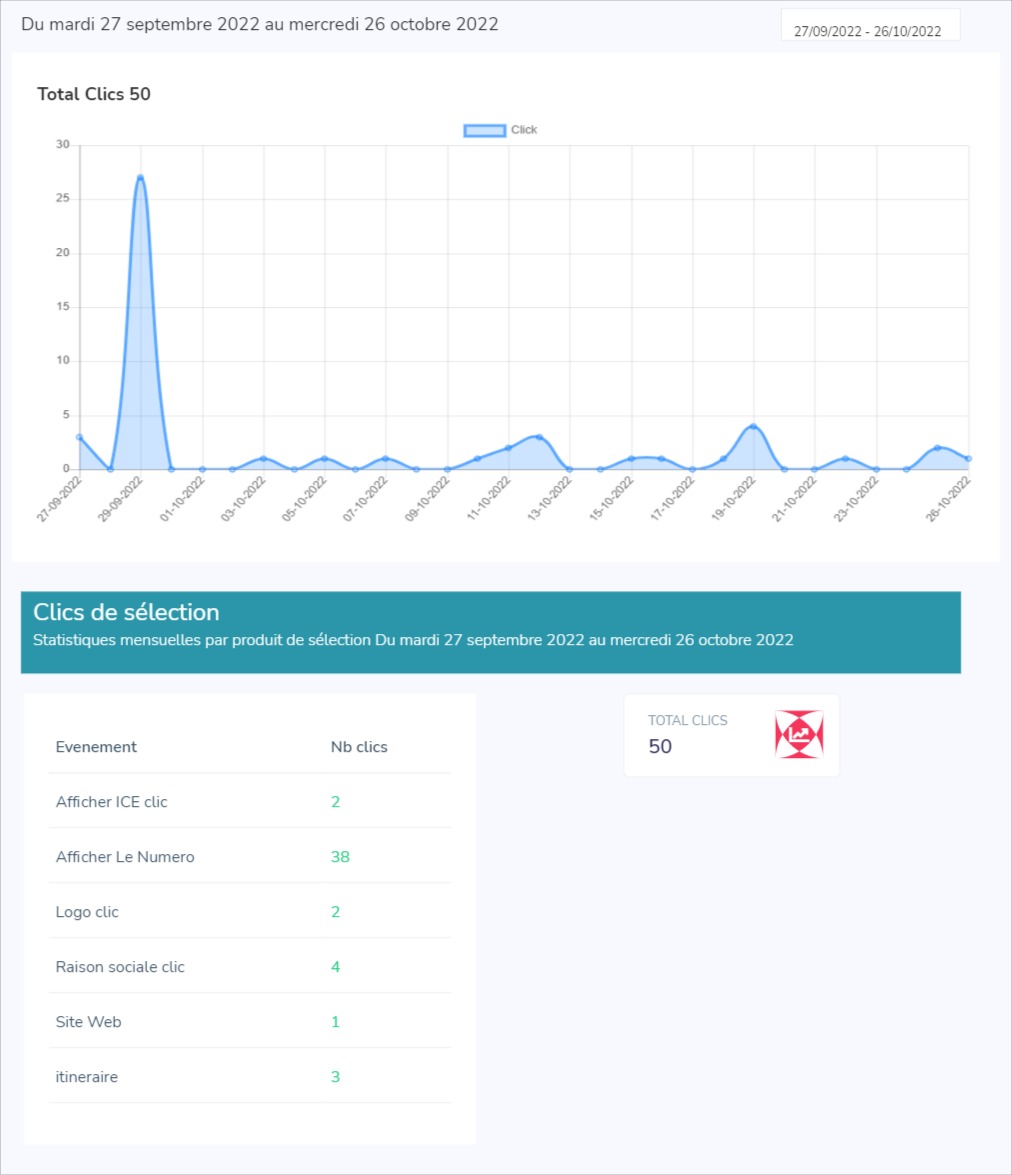 Du mardi 27 septembre 2022 au mercredi 26 octobre 2022
27/09/2022 - 26/10/2022
Total Clics 50
Click
30
25
20
15
10
5
0
27-09-2022
29-09-2022
01-10-2022
03-10-2022
05-10-2022
07-10-2022
09-10-2022
11-10-2022
13-10-2022
15-10-2022
17-10-2022
19-10-2022
21-10-2022
23-10-2022
26-10-2022
Clics de sélection
Statistiques mensuelles par produit de sélection Du mardi 27 septembre 2022 au mercredi 26 octobre 2022
Evenement Nb clics
Afficher ICE clic 2
Afficher Le Numero 38
Logo clic 2
Raison sociale clic 4
Site Web 1
itineraire 3
TOTAL CLICS
50